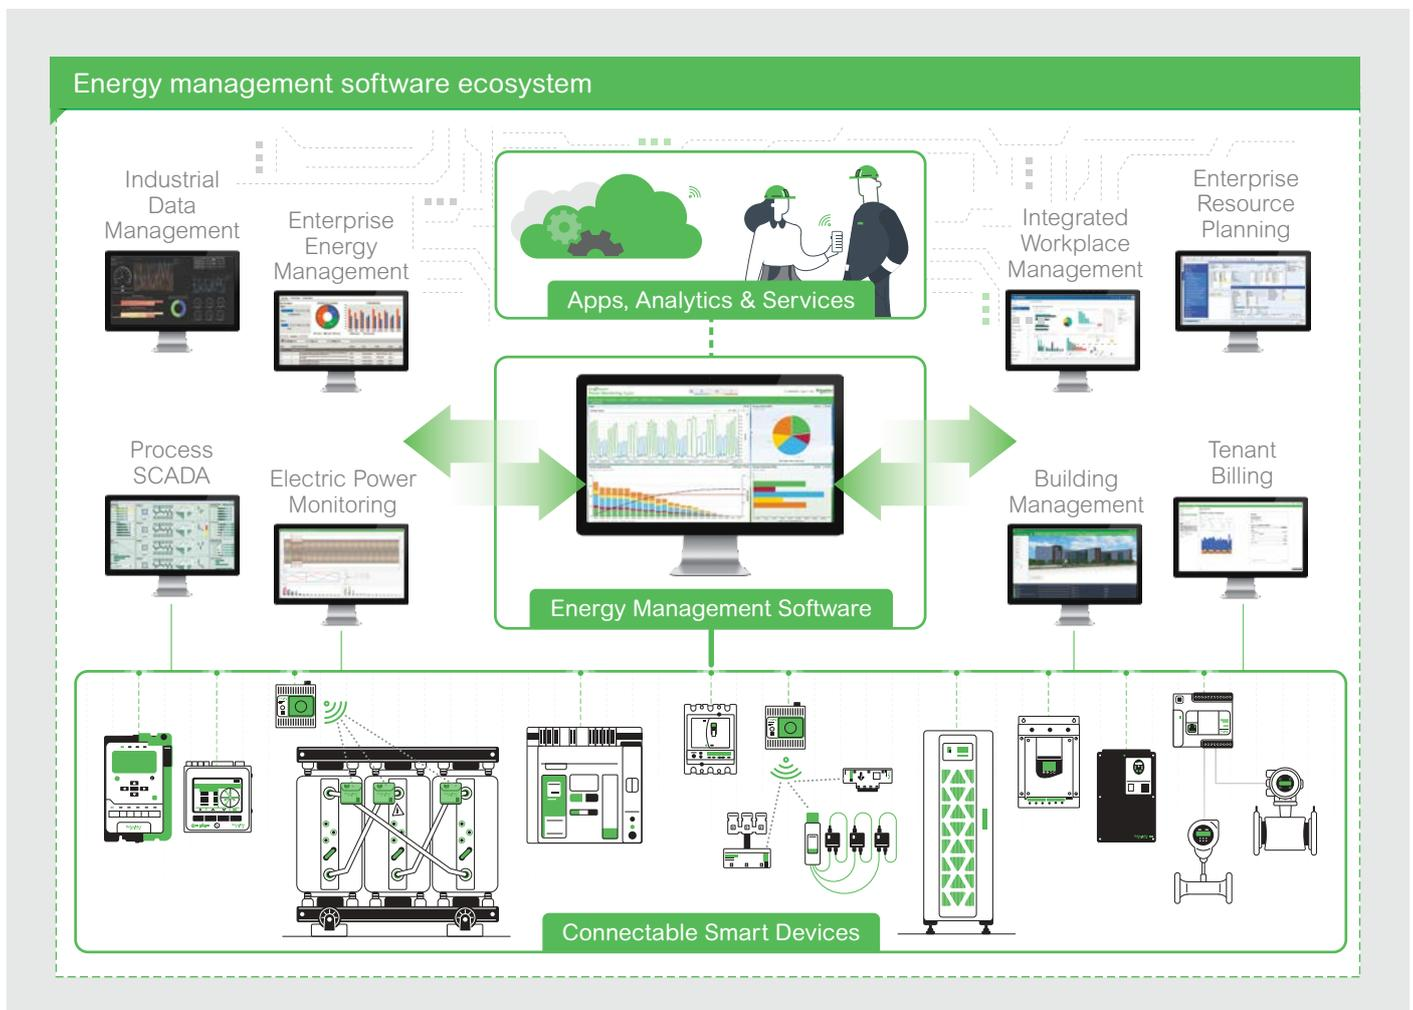 Energy management software ecosystem
Industrial
Data
Management
Enterprise
Energy
Management
Apps, Analytics & Services
Integrated
Workplace
Management
Enterprise
Resource
Planning
Process
SCADA
Electric Power
Monitoring
Energy Management Software
Building
Management
Tenant
Billing
Connectable Smart Devices